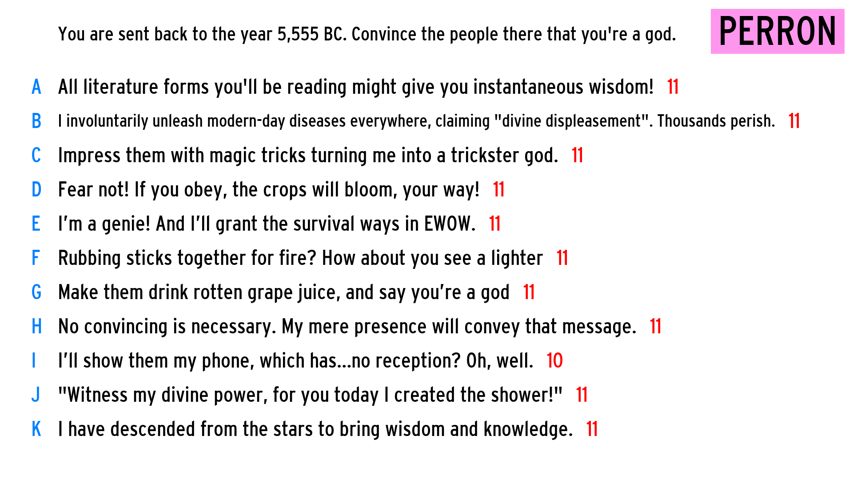 You are sent back to the year 5,555 BC. Convince the people there that you're a god.
PERRON
A All literature forms you'll be reading might give you instantaneous wisdom! 11
B I involuntarily unleash modern-day diseases everywhere, claiming "divine displeasement". Thousands perish. 11
C Impress them with magic tricks turning me into a trickster god. 11
D Fear not! If you obey, the crops will bloom, your way! 11
E I’m a genie! And I’ll grant the survival ways in EWOW. 11
F Rubbing sticks together for fire? How about you see a lighter 11
G Make them drink rotten grape juice, and say you’re a god 11
H No convincing is necessary. My mere presence will convey that message. 11
I I’ll show them my phone, which has...no reception? Oh, well. 10
J "Witness my divine power, for you today I created the shower!" 11
K I have descended from the stars to bring wisdom and knowledge. 11